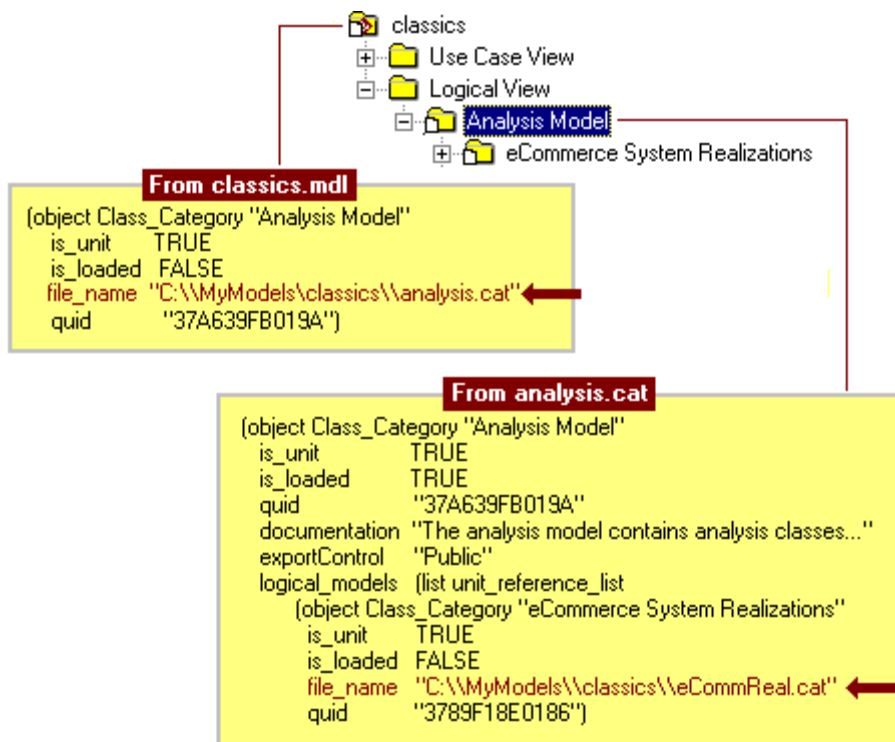 classics
Use Case View
Logical View
Analysis Model
eCommerce System Realizations
From classics.mdl
(object Class_Category "Analysis Model"
is_unit TRUE
is_loaded FALSE
file_name "C:\\MyModels\classics\\analysis.cat"
quid "37A639FB019A")
From analysis.cat
(object Class_Category "Analysis Model"
is_unit TRUE
is_loaded TRUE
quid "37A639FB019A"
documentation "The analysis model contains analysis classes..."
exportControl "Public"
logical_models (list unit_reference_list
(object Class_Category "eCommerce System Realizations"
is_unit TRUE
is_loaded FALSE
file_name "C:\\MyModels\\classics\\eCommReal.cat"
quid "3789F18E0186")